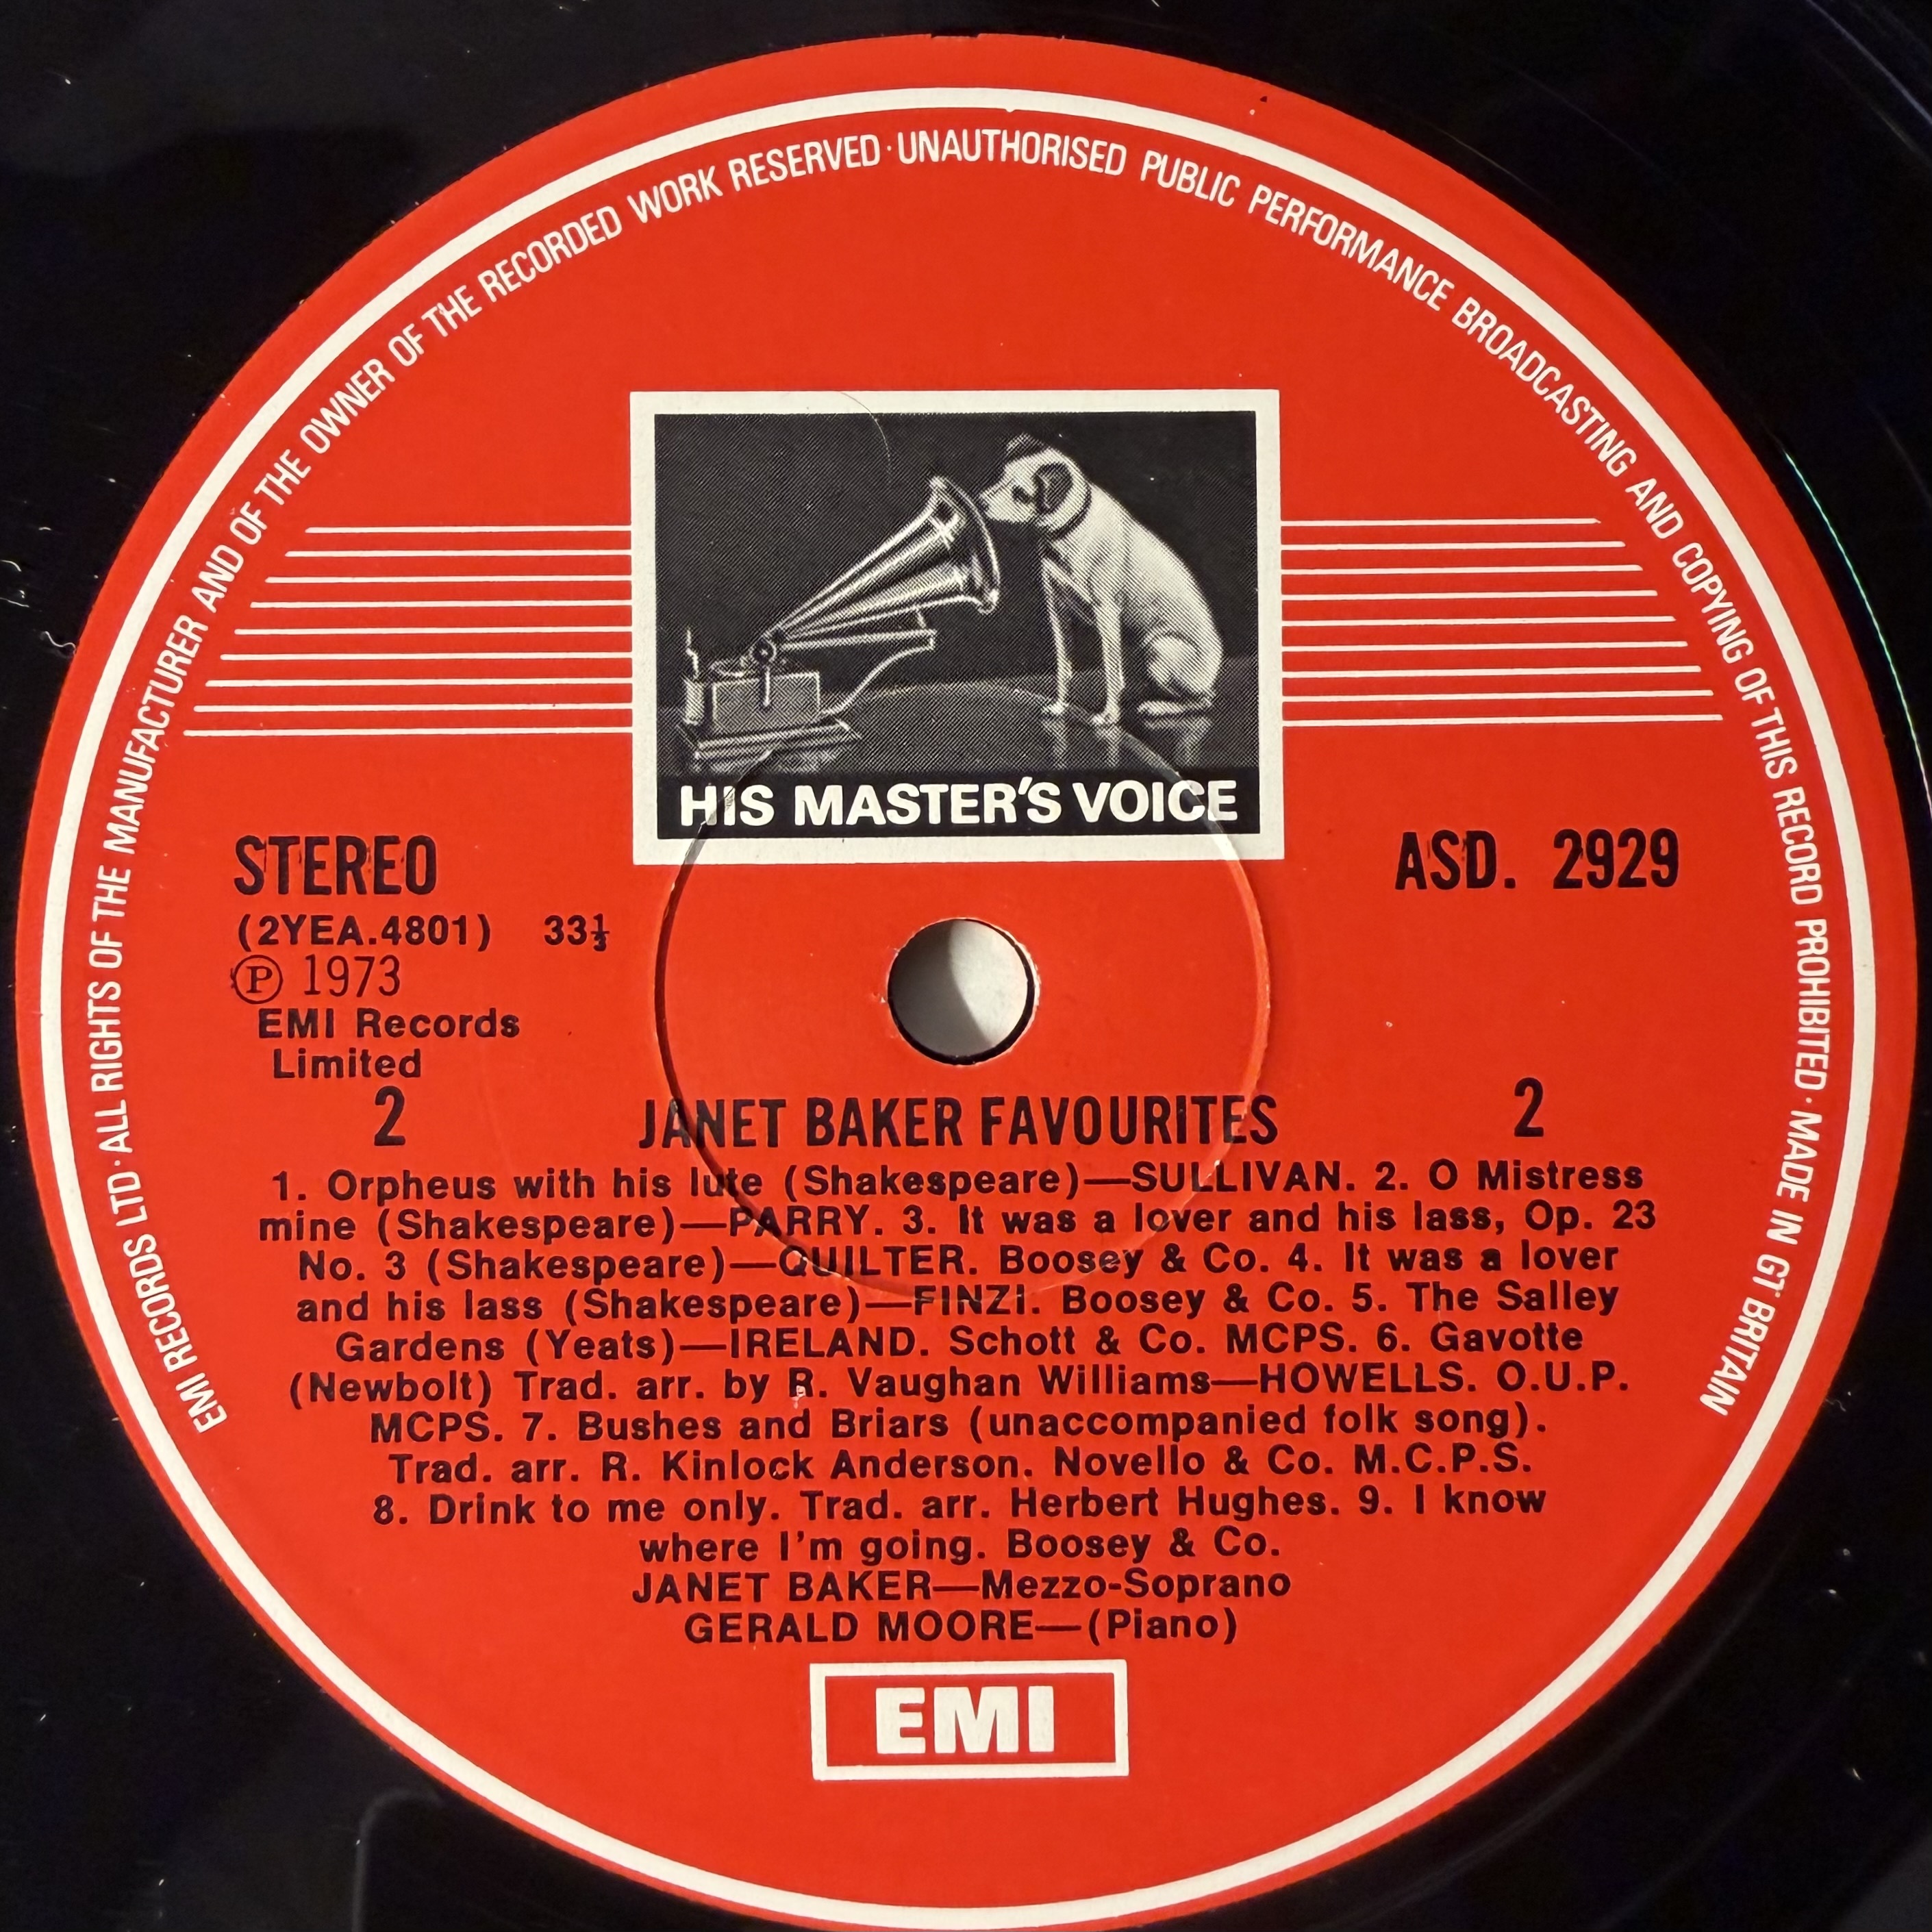 EMI RECORDS LTD·ALL RIGHTS OF THE MANUFACTURER AND OF THE OWNER OF THE RECORDED WORK RESERVED·UNAUTHORISED PUBLIC PERFORMANCE BROADCASTING AND COPYING OF THIS RECORD PROHIBITED·MADE IN GT BRITAIN
HIS MASTER'S VOICE
STEREO
ASD. 2929
(2YEA.4801) 33⅓
Ⓟ 1973
EMI Records
Limited
2
JANET BAKER FAVOURITES
2
1. Orpheus with his lute (Shakespeare)—SULLIVAN. 2. O Mistress
mine (Shakespeare)—PARRY. 3. It was a lover and his lass, Op. 23
No. 3 (Shakespeare)—QUILTER. Boosey & Co. 4. It was a lover
and his lass (Shakespeare)—FINZI. Boosey & Co. 5. The Salley
Gardens (Yeats)—IRELAND. Schott & Co. MCPS. 6. Gavotte
(Newbolt) Trad. arr. by R. Vaughan Williams—HOWELLS. O.U.P.
MCPS. 7. Bushes and Briars (unaccompanied folk song).
Trad. arr. R. Kinlock Anderson. Novello & Co. M.C.P.S.
8. Drink to me only. Trad. arr. Herbert Hughes. 9. I know
where I'm going. Boosey & Co.
JANET BAKER—Mezzo-Soprano
GERALD MOORE—(Piano)
EMI